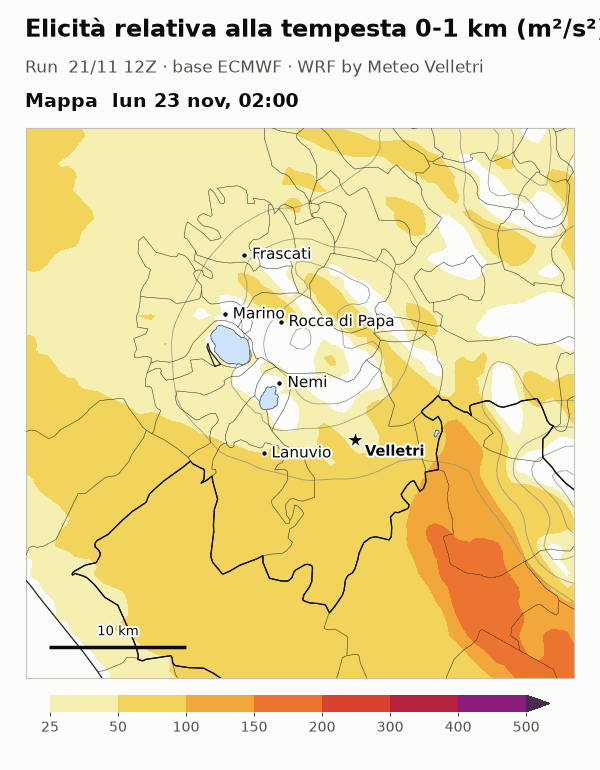 Elicità relativa alla tempesta 0-1 km (m²/s²)
Run 21/11 12Z · base ECMWF · WRF by Meteo Velletri
Mappa lun 23 nov, 02:00
Frascati
Marino
Rocca di Papa
Nemi
Velletri
Lanuvio
10 km
25 50 100 150 200 300 400 500